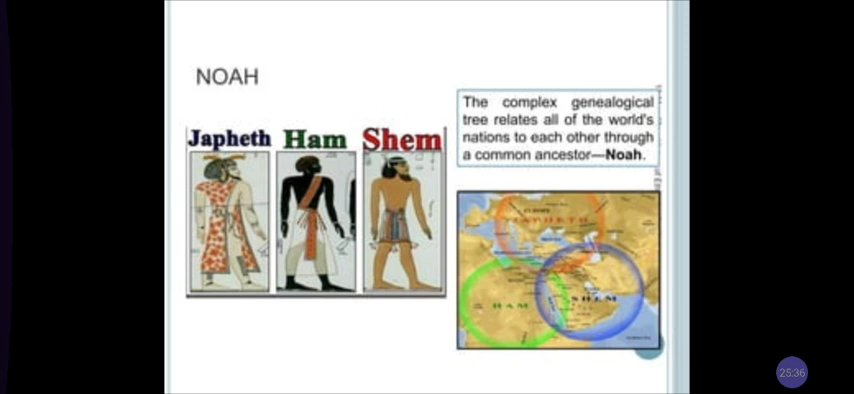 NOAH
Japheth Ham Shem
The complex genealogical
tree relates all of the world's
nations to each other through
a common ancestor—Noah.
JAPHETH
HAM
SHEM
25:36